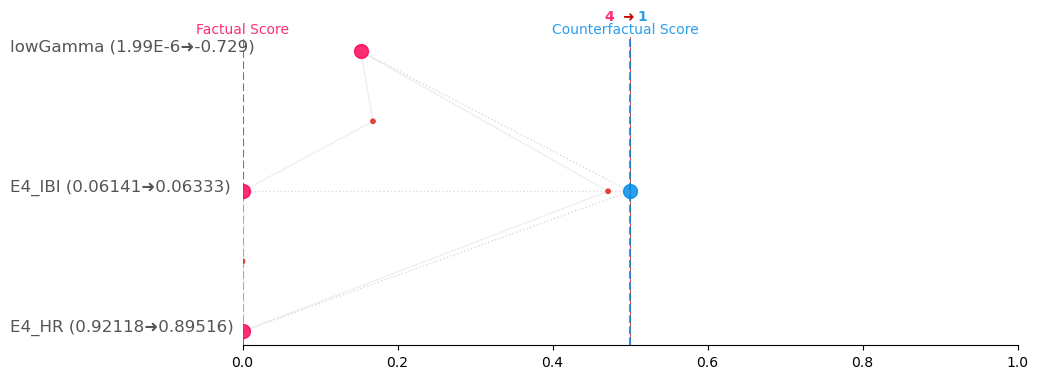 4 ➜ 1
Factual Score Counterfactual Score
lowGamma (1.99E-6➜-0.729)
E4_IBI (0.06141➜0.06333)
E4_HR (0.92118➜0.89516)
0.0 0.2 0.4 0.6 0.8 1.0